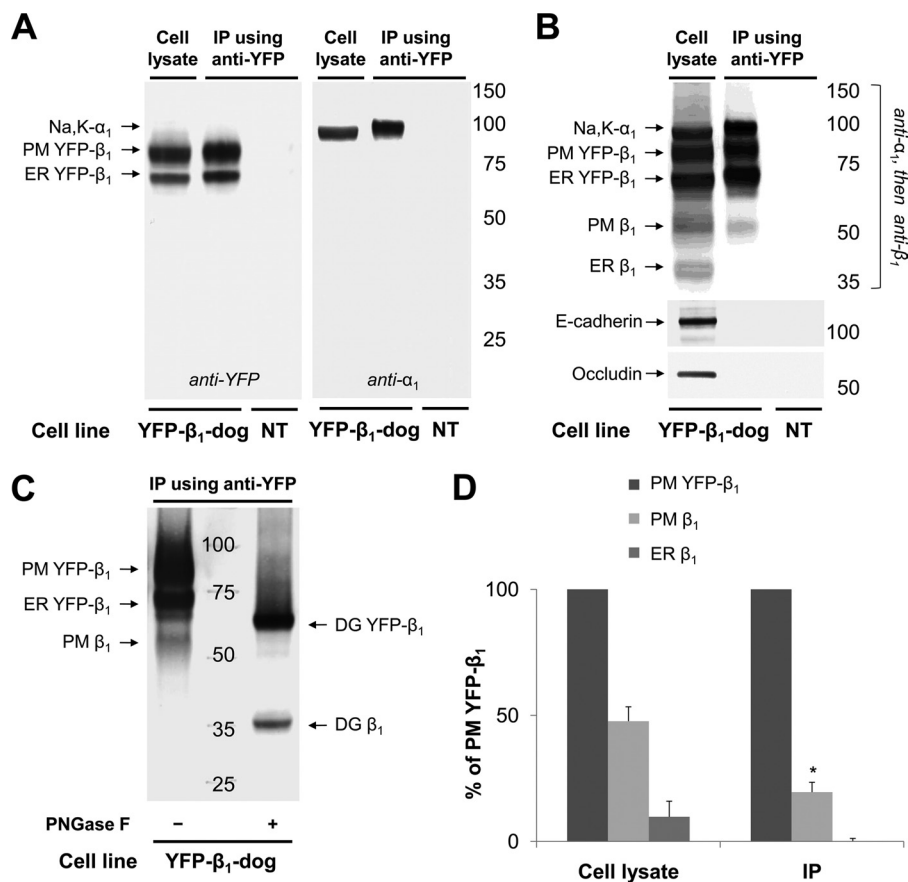 A
Cell lysate
IP using anti-YFP
Cell lysate
IP using anti-YFP
Na,K-α1
PM YFP-β1
ER YFP-β1
150
100
75
50
35
25
anti-YFP
anti-α1
Cell line
YFP-β1-dog
NT
YFP-β1-dog
NT
B
Cell lysate
IP using anti-YFP
Na,K-α1
PM YFP-β1
ER YFP-β1
PM β1
ER β1
150
100
75
50
35
anti-α1, then anti-β1
E-cadherin
100
Occludin
50
Cell line
YFP-β1-dog
NT
C
IP using anti-YFP
PM YFP-β1
ER YFP-β1
PM β1
100
75
50
35
25
DG YFP-β1
DG β1
PNGase F
–
+
Cell line
YFP-β1-dog
D
PM YFP-β1
PM β1
ER β1
% of PM YFP-β1
100
50
0
100
50
0
*
Cell lysate
IP